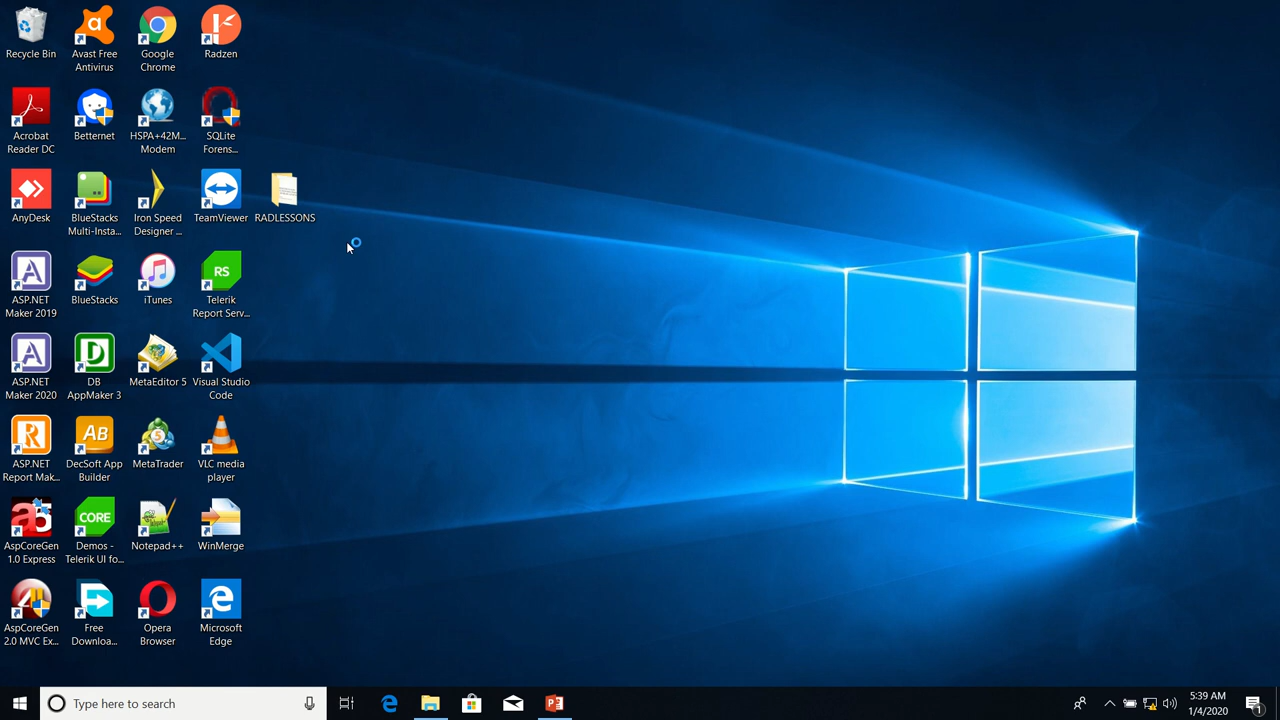 Recycle Bin
Avast Free
Antivirus
Google
Chrome
Radzen
Acrobat
Reader DC
Betternet
HSPA+42M...
Modem
SQLite
Forens...
AnyDesk
BlueStacks
Multi-Insta...
Iron Speed
Designer ...
TeamViewer
RADLESSONS
ASP.NET
Maker 2019
BlueStacks
iTunes
RS
Telerik
Report Serv...
ASP.NET
Maker 2020
DB
AppMaker 3
MetaEditor 5
Visual Studio
Code
ASP.NET
Report Mak...
AB
DecSoft App
Builder
MetaTrader
VLC media
player
AspCoreGen
1.0 Express
CORE
Demos -
Telerik UI fo...
Notepad++
WinMerge
AspCoreGen
2.0 MVC Ex...
Free
Downloa...
Opera
Browser
Microsoft
Edge
Type here to search
5:39 AM
1/4/2020
1